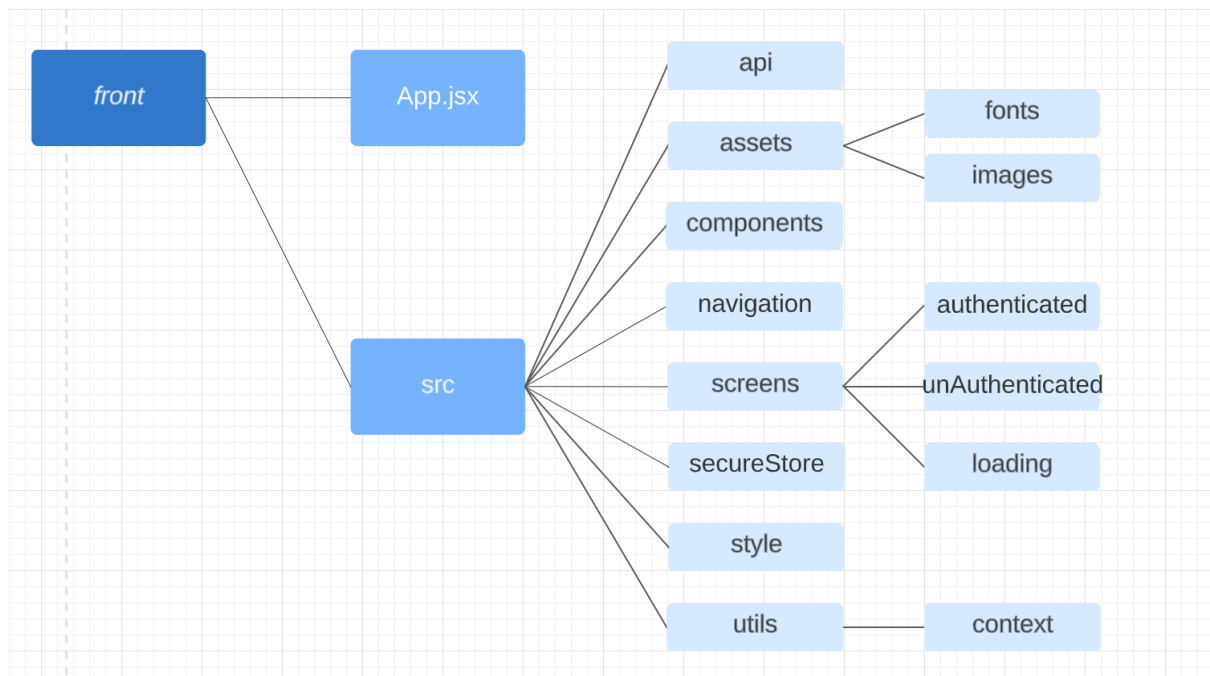 front
App.jsx
src
api
assets
components
navigation
screens
secureStore
style
utils
fonts
images
authenticated
unAuthenticated
loading
context